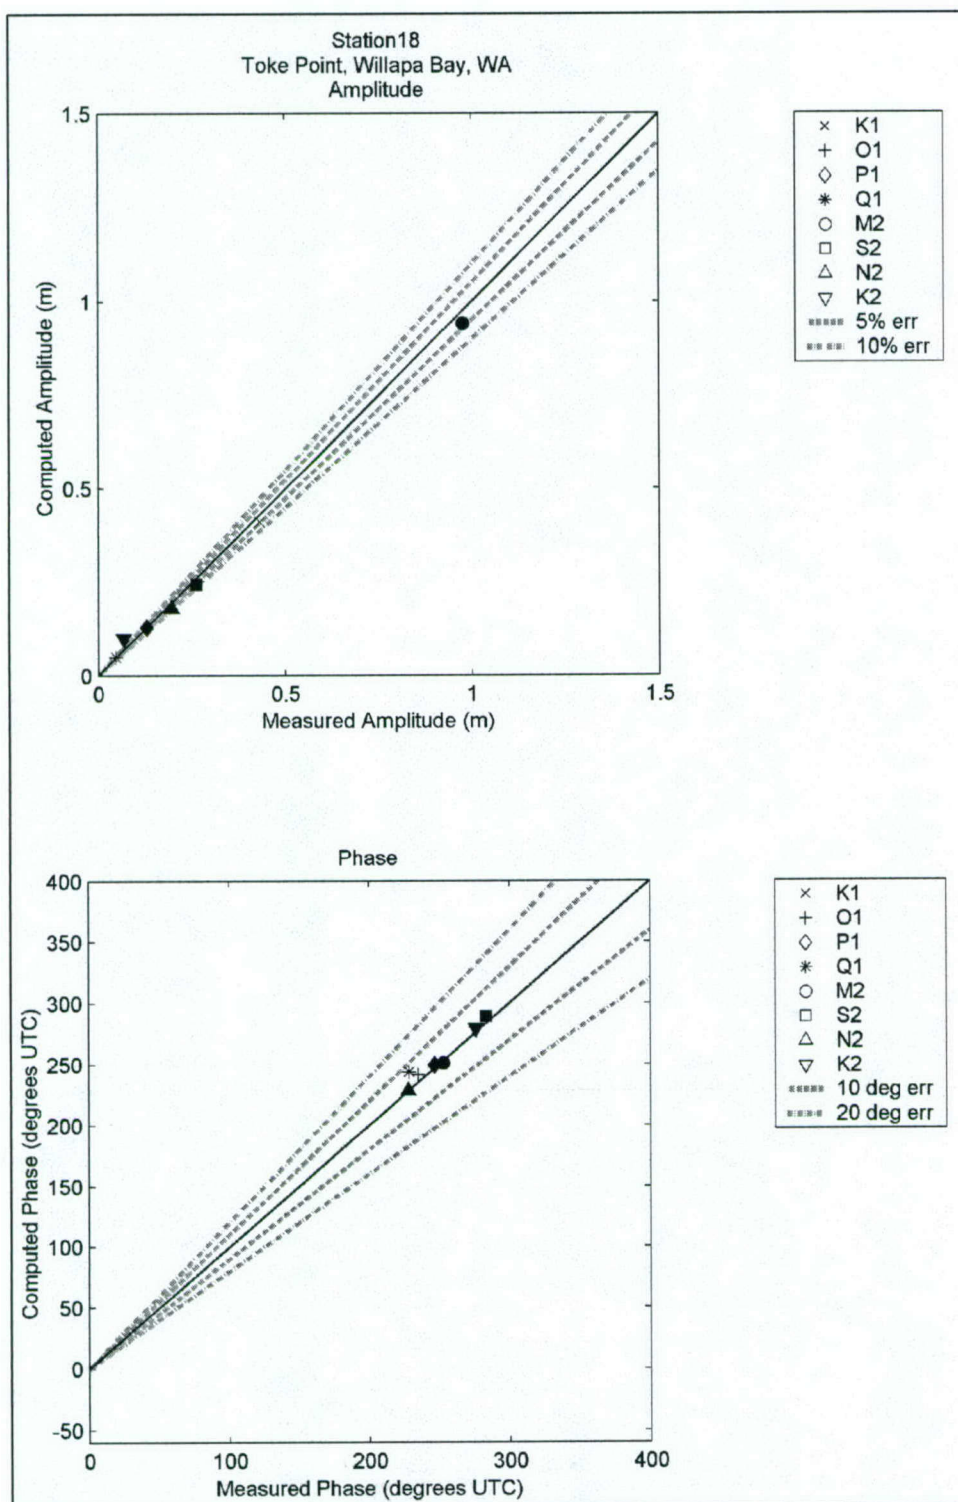 Station18
Toke Point, Willapa Bay, WA
Amplitude
1.5
1
0.5
0
Computed Amplitude (m)
0
0.5
1
1.5
Measured Amplitude (m)
K1
O1
P1
Q1
M2
S2
N2
K2
5% err
10% err
Phase
400
350
300
250
200
150
100
50
0
-50
Computed Phase (degrees UTC)
0
100
200
300
400
Measured Phase (degrees UTC)
K1
O1
P1
Q1
M2
S2
N2
K2
10 deg err
20 deg err